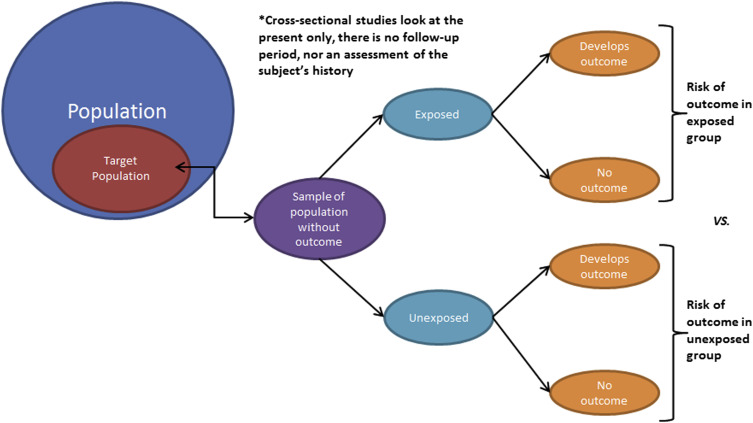 *Cross-sectional studies look at the
present only, there is no follow-up
period, nor an assessment of the
subject's history
Population
Target
Population
Sample of
population
without
outcome
Exposed
Unexposed
Develops
outcome
No
outcome
Risk of
outcome in
exposed
group
VS.
Develops
outcome
No
outcome
Risk of
outcome in
unexposed
group